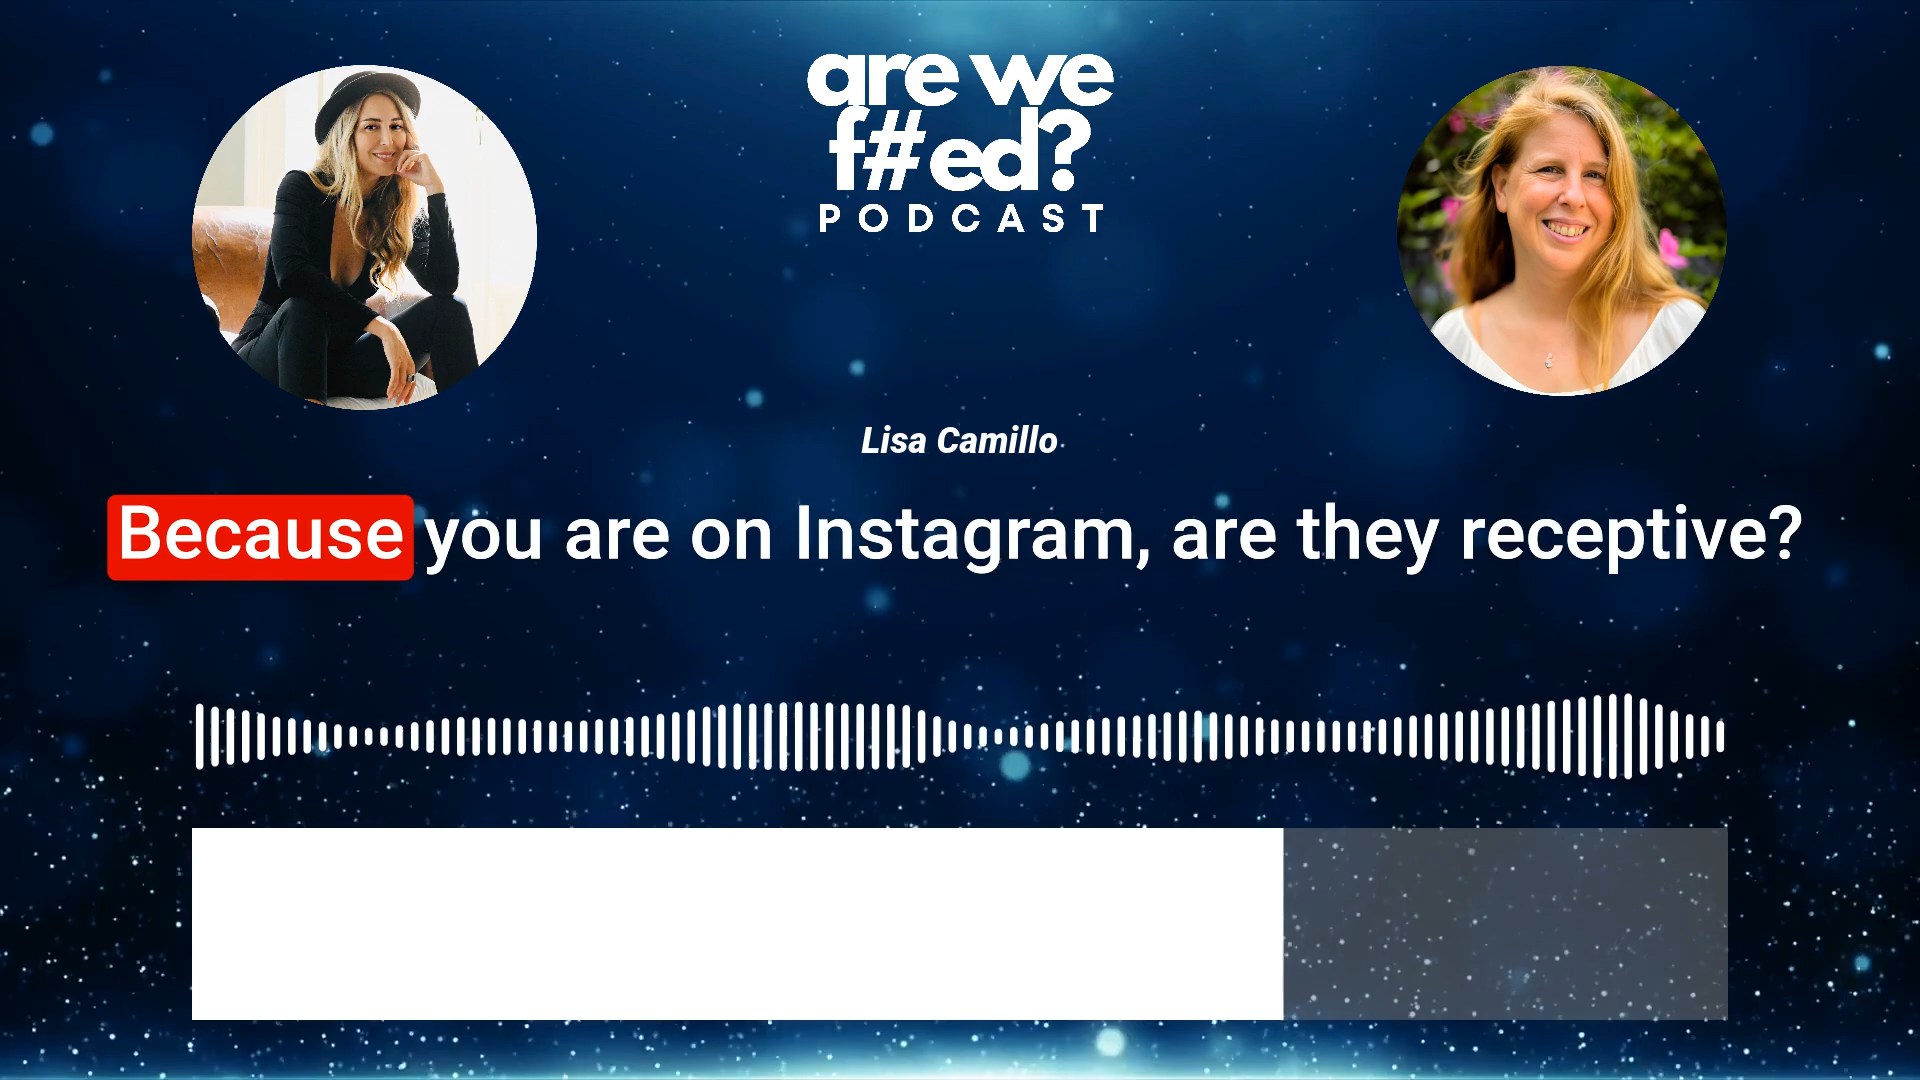 are we
f#ed?
PODCAST
Lisa Camillo
Because you are on Instagram, are they receptive?